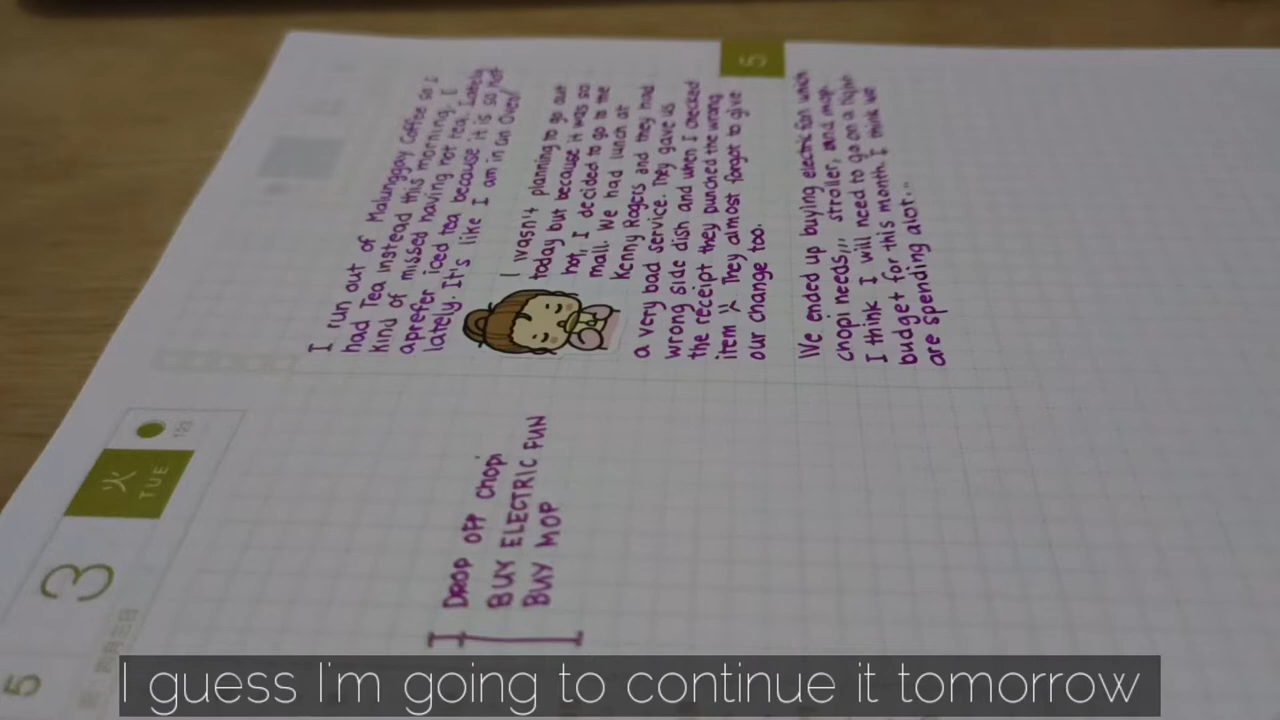 5
3
火
TUE
I run out of Malunggay Coffee so I
had Tea instead this morning. I
kind of missed having hot tea. I
aprefer iced tea because lately
lately. It's like I am in an Oven!
because it is so hot
I wasn't planning to go out
today but because it was so
hot, I decided to go to the
mall. We had lunch at
Kenny Rogers and they had
a very bad service. They gave us
wrong side dish and when I checked
the receipt they punched the wrong
item They almost forgot to give
our change too.
5
We ended up buying electric fan which
chopi needs,,, stroller, and mop.
I think I will need to go on a tight
budget for this month. I think we
are spending alot...
DROP OFF Chopi
BUY ELECTRIC FUN
BUY MOP
I guess I'm going to continue it tomorrow